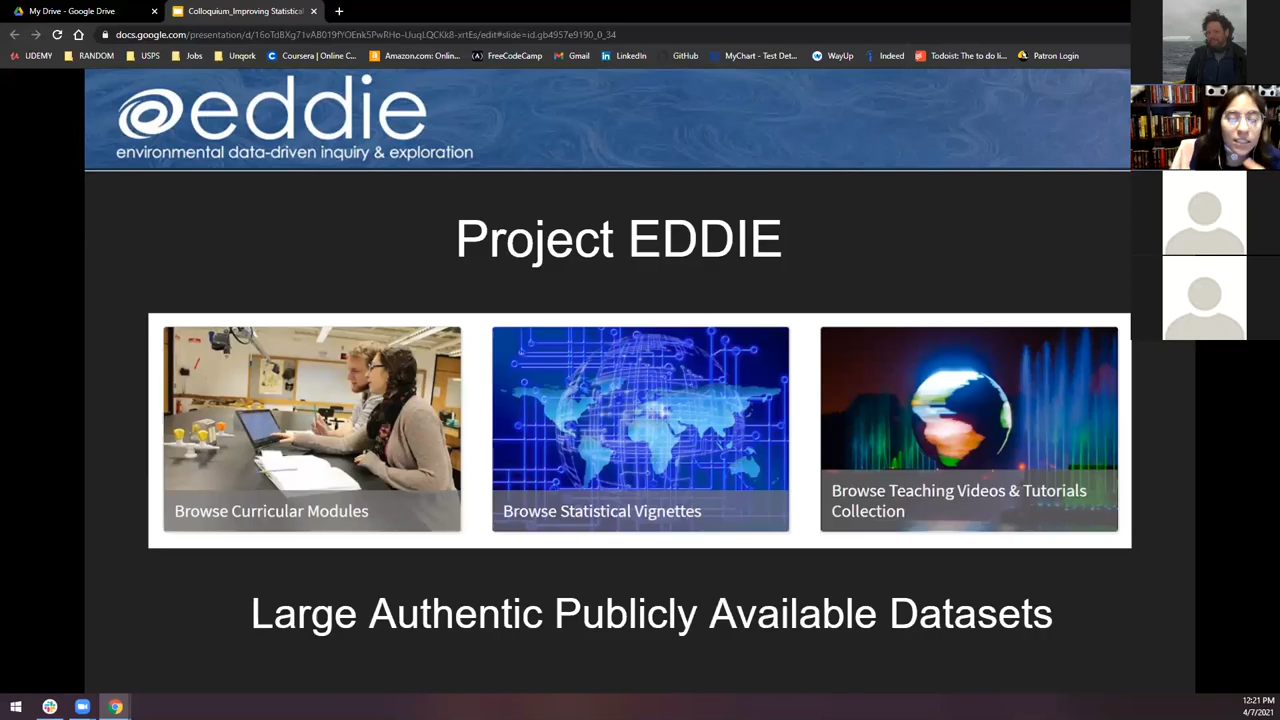 My Drive - Google Drive
Colloquium_Improving Statistical
docs.google.com/presentation/d/16oTdBXg71vAB019fYOEnk5PwRHo-UuqLQCKk8-xrtEs/edit#slide=id.gb4957e9190_0_34
UDEMY RANDOM USPS Jobs Unqork Coursera | Online C... Amazon.com: Onlin... FreeCodeCamp Gmail LinkedIn GitHub MyChart - Test Det... WayUp Indeed Todoist: The to do li... Patron Login
eddie
environmental data-driven inquiry & exploration
Project EDDIE
Browse Curricular Modules
Browse Statistical Vignettes
Browse Teaching Videos & Tutorials
Collection
Large Authentic Publicly Available Datasets
12:21 PM
4/7/2021